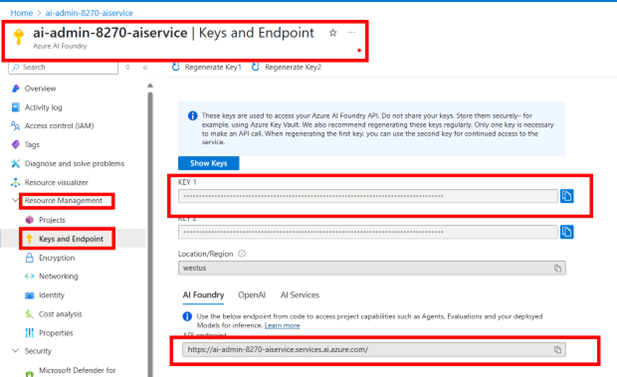 Home > ai-admin-8270-aiservice
ai-admin-8270-aiservice | Keys and Endpoint
Azure AI Foundry
Search
Regenerate Key1 Regenerate Key2
Overview
Activity log
Access control (IAM)
Tags
Diagnose and solve problems
Resource visualizer
Resource Management
Projects
Keys and Endpoint
Encryption
Networking
Identity
Cost analysis
Properties
Security
Microsoft Defender for
These keys are used to access your Azure AI Foundry API. Do not share your keys. Store them securely– for
example, using Azure Key Vault. We also recommend regenerating these keys regularly. Only one key is necessary
to make an API call. When regenerating the first key, you can use the second key for continued access to the
service.
Show Keys
KEY 1
KEY 2
Location/Region
westus
AI Foundry OpenAI AI Services
Use the below endpoint from code to access project capabilities such as Agents, Evaluations and your deployed
Models for inference. Learn more
API endpoint
https://ai-admin-8270-aiservice.services.ai.azure.com/